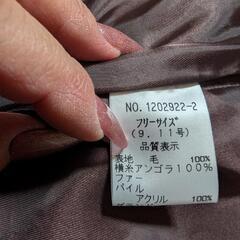 NO.1202922-2
フリーサイズ
(9.11号)
品質表示
表地 毛 100%
横糸アンゴラ100%
ファー
パイル
アクリル 100%